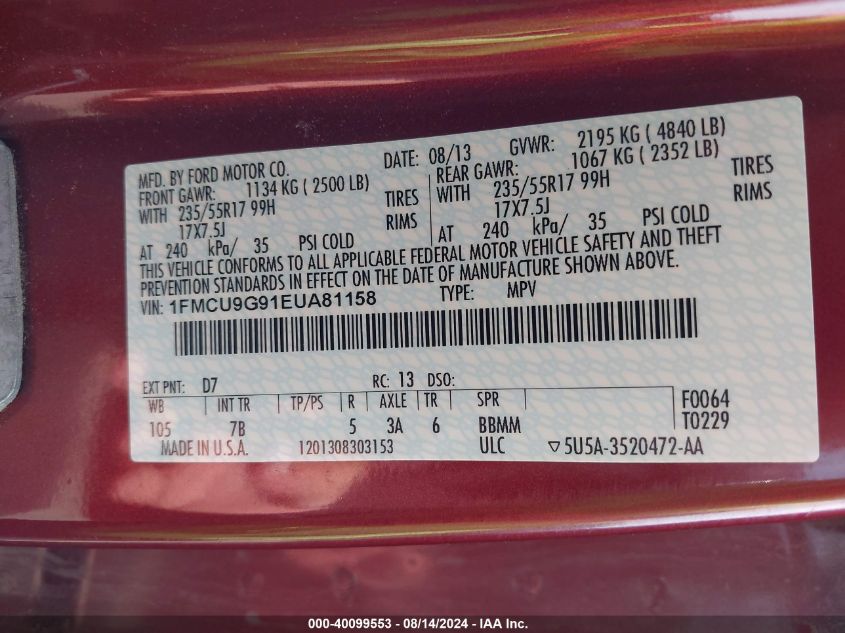 MFD. BY FORD MOTOR CO. DATE: 08/13 GVWR: 2195 KG ( 4840 LB)
FRONT GAWR: 1134 KG ( 2500 LB) REAR GAWR: 1067 KG ( 2352 LB)
WITH 235/55R17 99H TIRES WITH 235/55R17 99H TIRES
17X7.5J RIMS 17X7.5J RIMS
AT 240 kPa/ 35 PSI COLD AT 240 kPa/ 35 PSI COLD
THIS VEHICLE CONFORMS TO ALL APPLICABLE FEDERAL MOTOR VEHICLE SAFETY AND THEFT
PREVENTION STANDARDS IN EFFECT ON THE DATE OF MANUFACTURE SHOWN ABOVE.
VIN: 1FMCU9G91EUA81158 TYPE: MPV
EXT PNT: D7 RC: 13 DSO:
WB INT TR TP/PS R AXLE TR SPR F0064
105 7B 5 3A 6 BBMM T0229
MADE IN U.S.A. 1201308303153 ULC ▽5U5A-3520472-AA
000-40099553 - 08/14/2024 - IAA Inc.